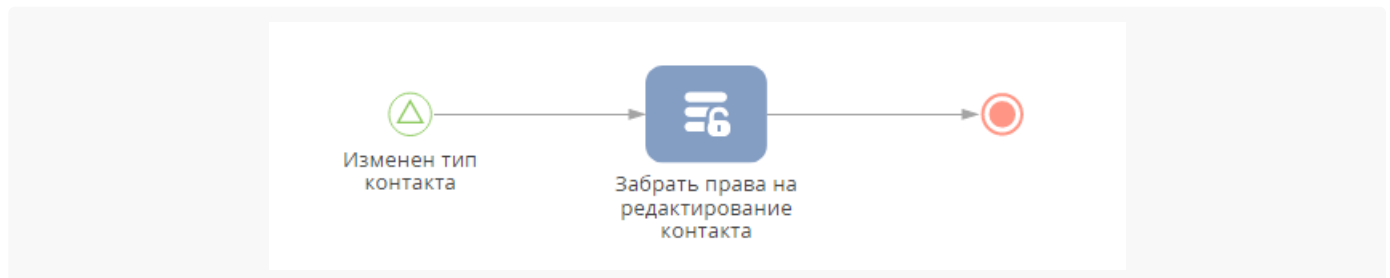 Изменен тип
контакта
Забрать права на
редактирование
контакта